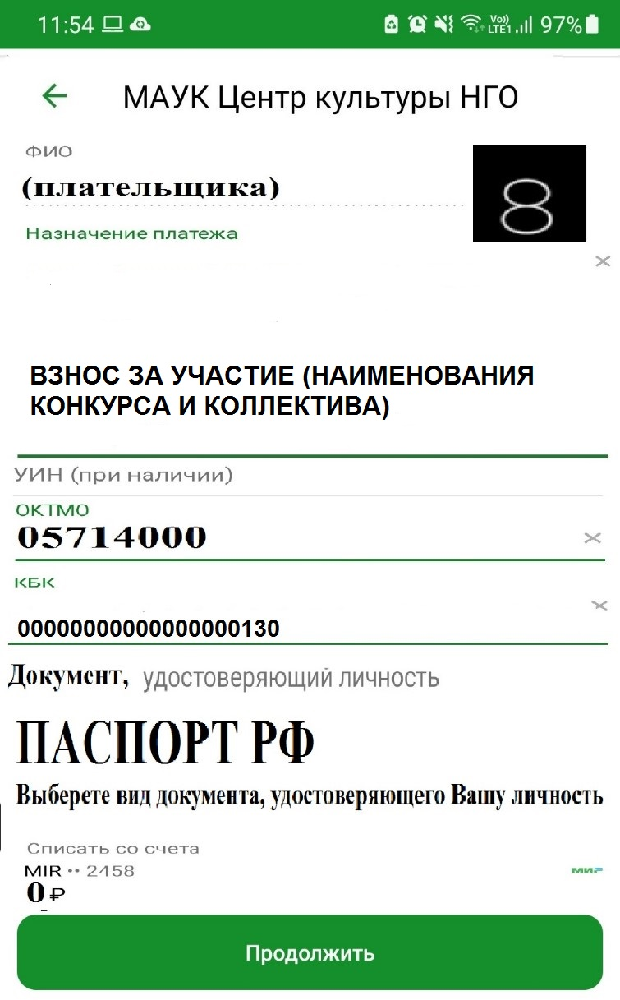 11:54 Vo)) LTE1 97%
МАУК Центр культуры НГО
ФИО
(плательщика)
8
Назначение платежа
ВЗНОС ЗА УЧАСТИЕ (НАИМЕНОВАНИЯ
КОНКУРСА И КОЛЛЕКТИВА)
УИН (при наличии)
ОКТМО
05714000
КБК
00000000000000000130
Документ, удостоверяющий личность
ПАСПОРТ РФ
Выберете вид документа, удостоверяющего Вашу личность
Списать со счета
MIR •• 2458 МИР
0 ₽
Продолжить